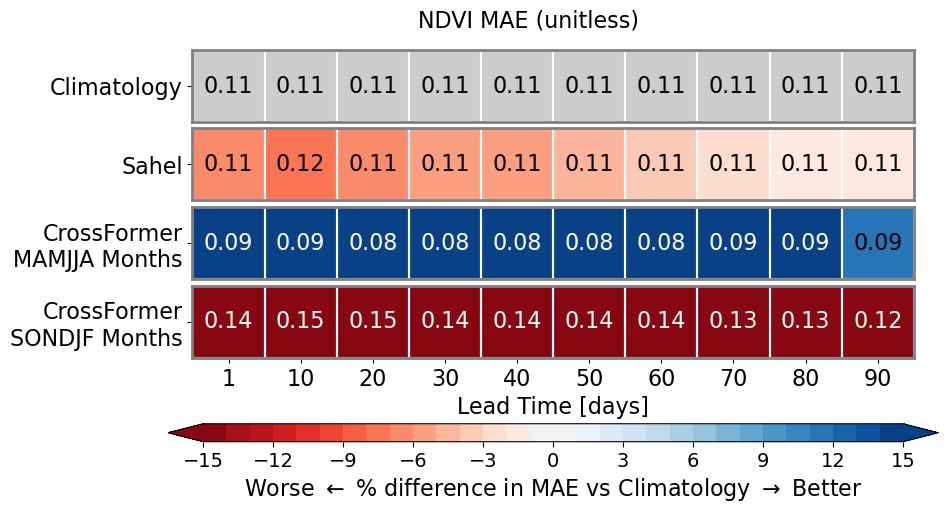 NDVI MAE (unitless)
Climatology 0.11 0.11 0.11 0.11 0.11 0.11 0.11 0.11 0.11 0.11
Sahel 0.11 0.12 0.11 0.11 0.11 0.11 0.11 0.11 0.11 0.11
CrossFormer
MAMJJA Months 0.09 0.09 0.08 0.08 0.08 0.08 0.08 0.09 0.09 0.09
CrossFormer
SONDJF Months 0.14 0.15 0.15 0.14 0.14 0.14 0.14 0.13 0.13 0.12
1 10 20 30 40 50 60 70 80 90
Lead Time [days]
−15 −12 −9 −6 −3 0 3 6 9 12 15
Worse ← % difference in MAE vs Climatology → Better